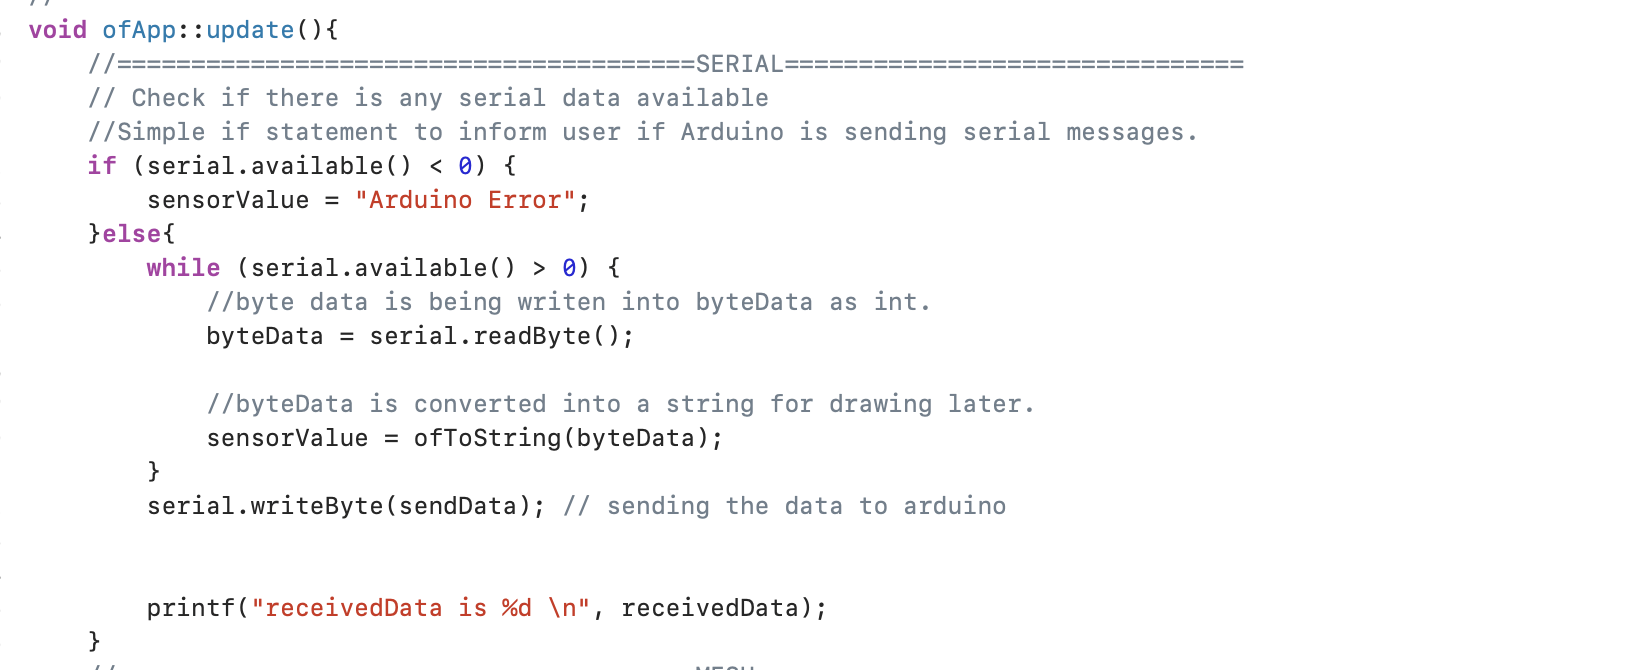 //
void ofApp::update(){
    //=======================================SERIAL===============================
    // Check if there is any serial data available
    //Simple if statement to inform user if Arduino is sending serial messages.
    if (serial.available() < 0) {
        sensorValue = "Arduino Error";
    }else{
        while (serial.available() > 0) {
            //byte data is being writen into byteData as int.
            byteData = serial.readByte();
            //byteData is converted into a string for drawing later.
            sensorValue = ofToString(byteData);
        }
        serial.writeByte(sendData); // sending the data to arduino
        printf("receivedData is %d \n", receivedData);
    }